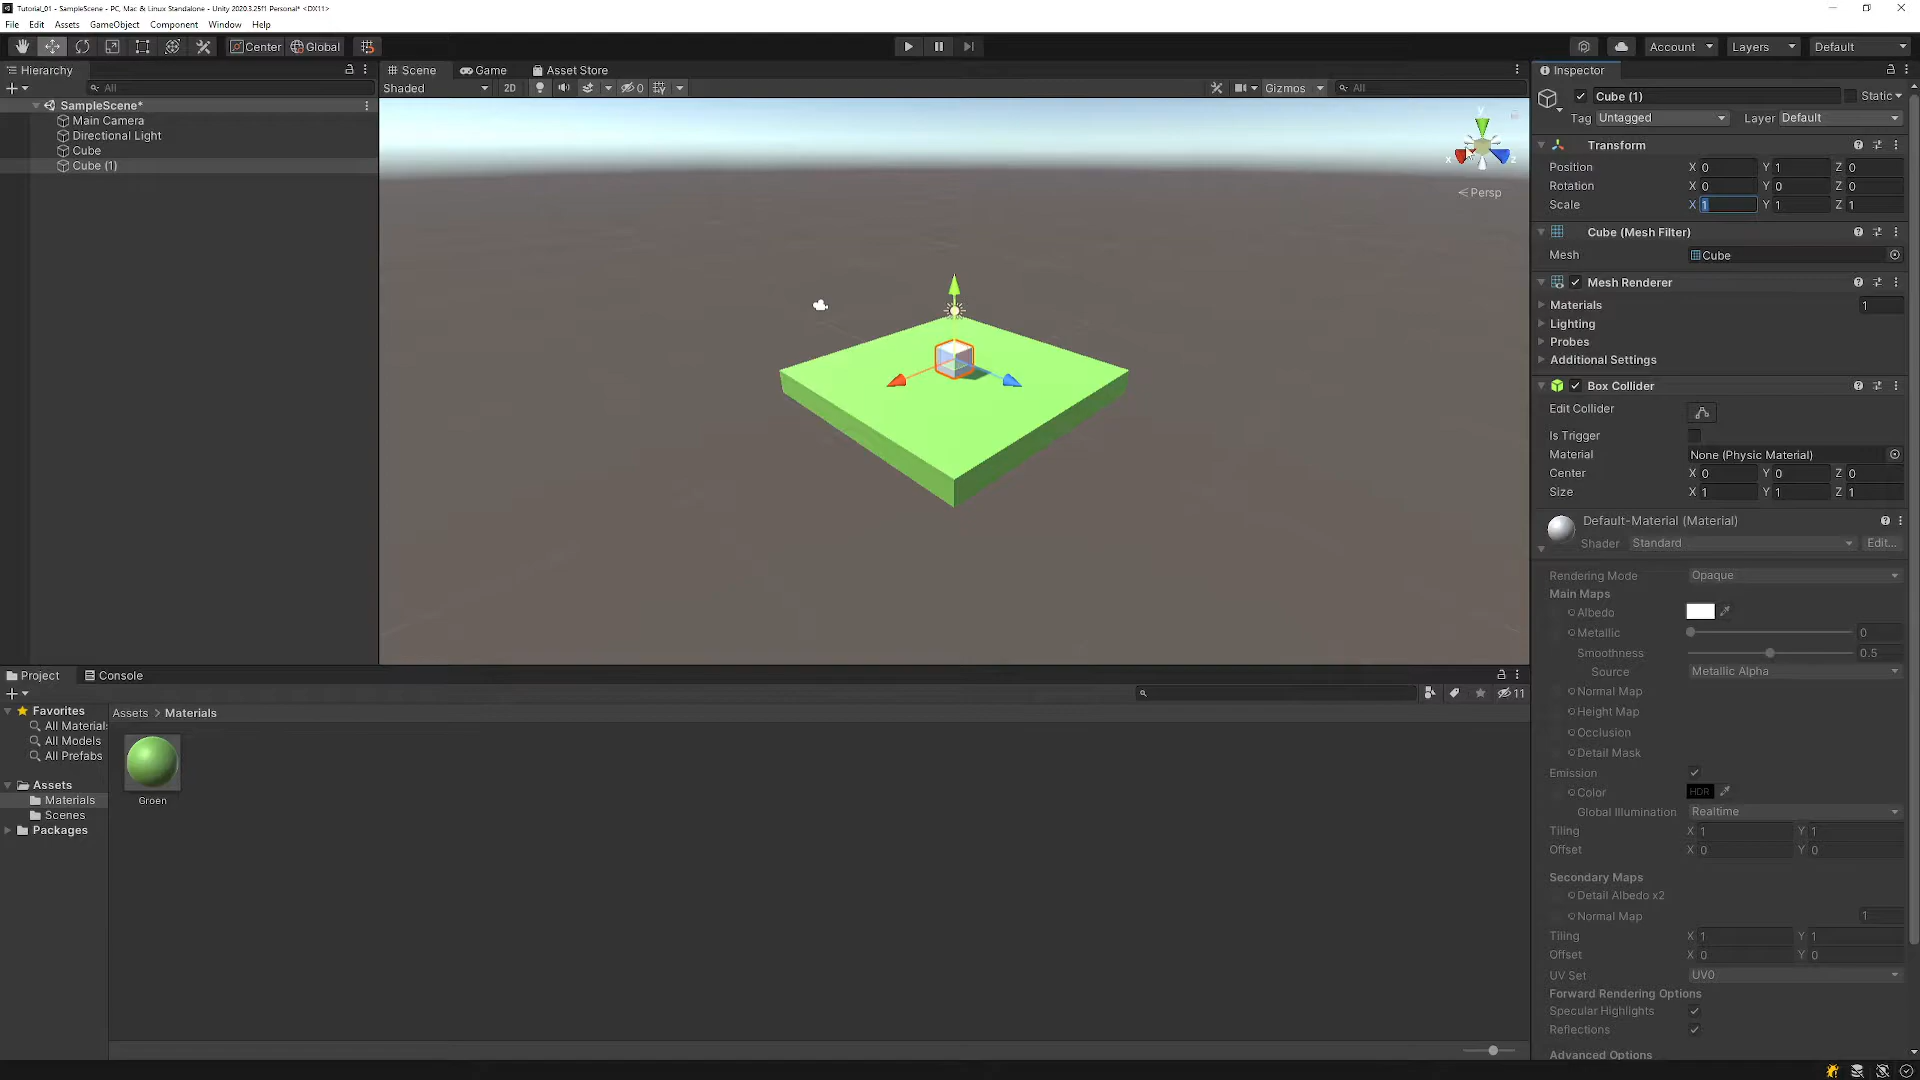 Tutorial_01 - SampleScene - PC, Mac & Linux Standalone - Unity 2020.3.25f1 Personal* <DX11>
File Edit Assets GameObject Component Window Help
Center Global
Account Layers Default
Hierarchy
All
SampleScene*
Main Camera
Directional Light
Cube
Cube (1)
Scene Game Asset Store
Shaded 2D 0 Gizmos All
y
x z
Persp
Inspector
Cube (1) Static
Tag Untagged Layer Default
Transform
Position X 0 Y 1 Z 0
Rotation X 0 Y 0 Z 0
Scale X 1 Y 1 Z 1
Cube (Mesh Filter)
Mesh Cube
Mesh Renderer
Materials 1
Lighting
Probes
Additional Settings
Box Collider
Edit Collider
Is Trigger
Material None (Physic Material)
Center X 0 Y 0 Z 0
Size X 1 Y 1 Z 1
Default-Material (Material)
Shader Standard Edit...
Rendering Mode Opaque
Main Maps
Albedo
Metallic 0
Smoothness 0.5
Source Metallic Alpha
Normal Map
Height Map
Occlusion
Detail Mask
Emission
Color HDR
Global Illumination Realtime
Tiling X 1 Y 1
Offset X 0 Y 0
Secondary Maps
Detail Albedo x2
Normal Map 1
Tiling X 1 Y 1
Offset X 0 Y 0
UV Set UV0
Forward Rendering Options
Specular Highlights
Reflections
Advanced Options
Project Console
11
Favorites
All Materials
All Models
All Prefabs
Assets
Materials
Scenes
Packages
Assets > Materials
Groen